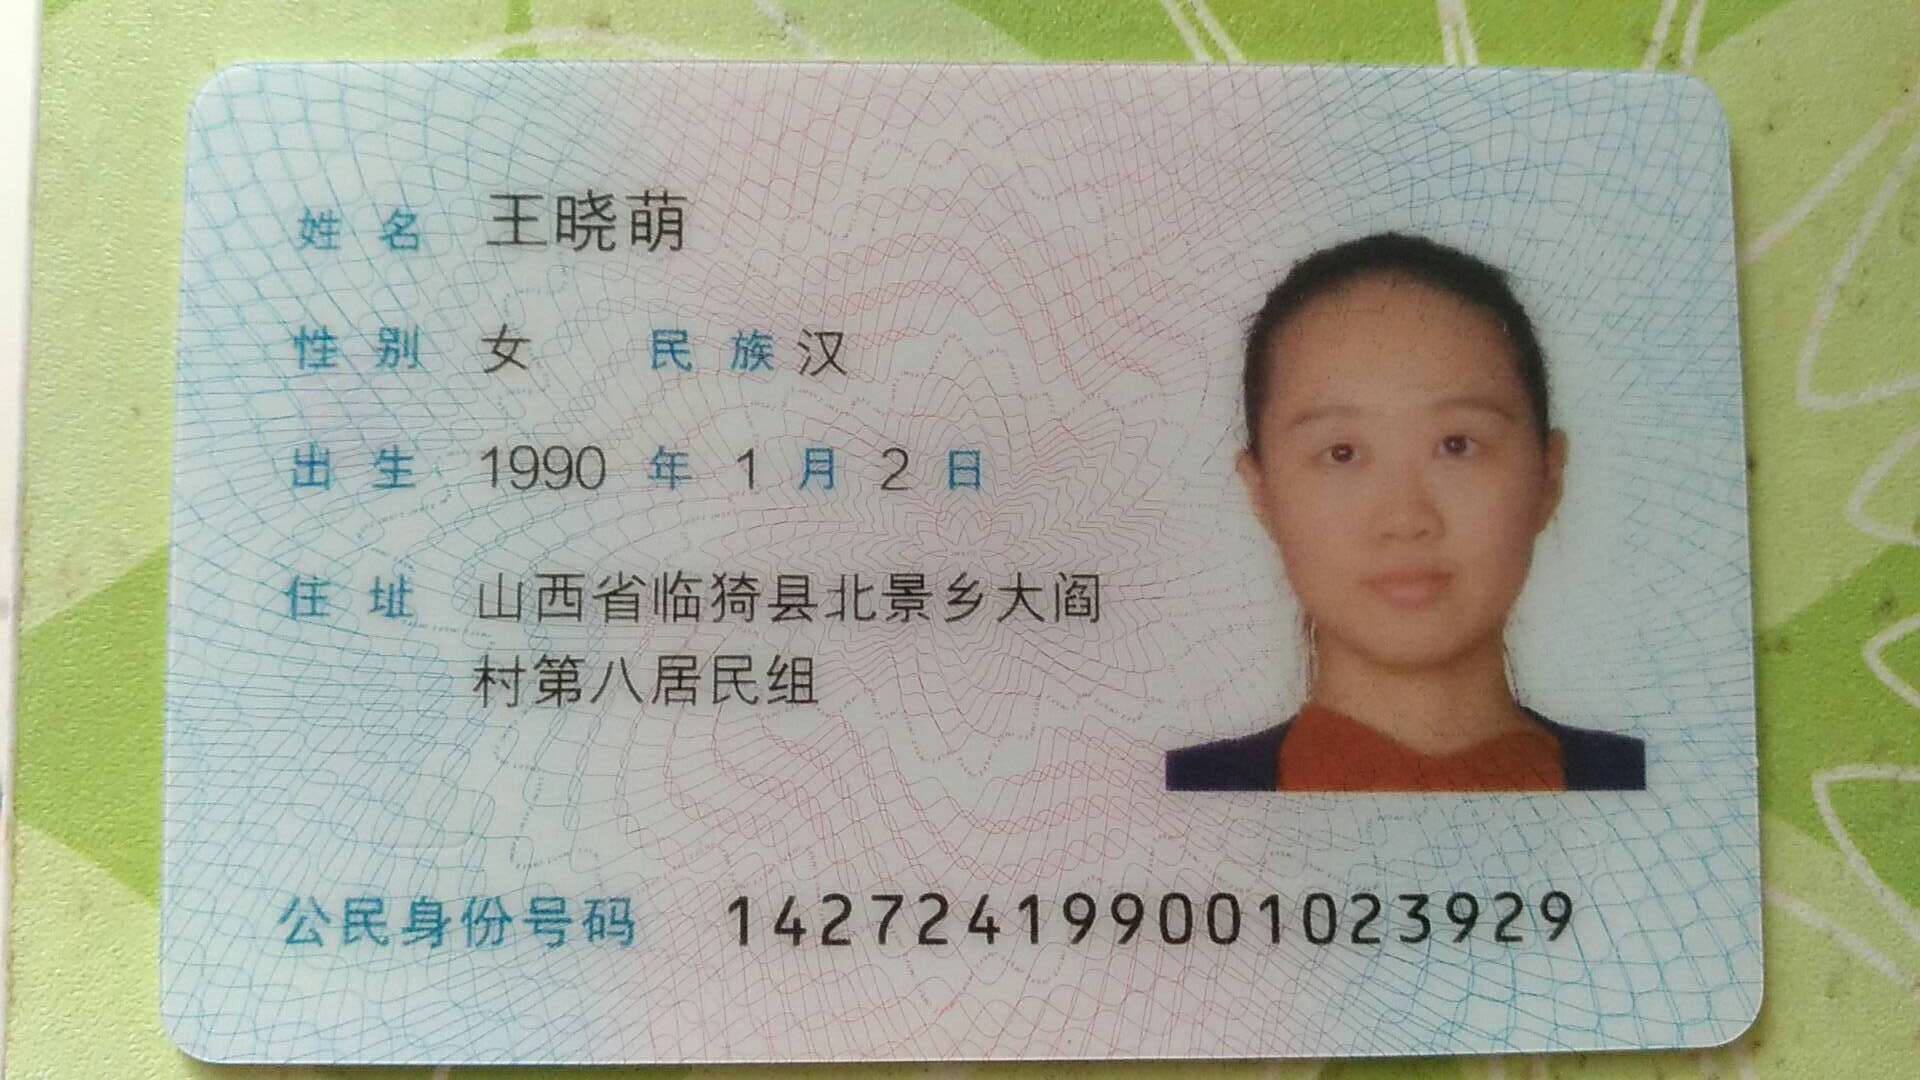 姓名 王晓萌
性别 女 民族 汉
出生 1990 年 1 月 2 日
住址 山西省临猗县北景乡大阎
村第八居民组
公民身份号码 142724199001023929